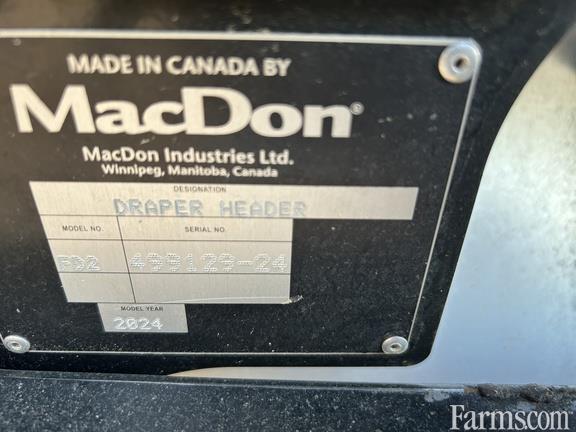 MADE IN CANADA BY
MacDon®
MacDon Industries Ltd.
Winnipeg, Manitoba, Canada
DESIGNATION
DRAPER HEADER
MODEL NO. SERIAL NO.
499129-24
MODEL YEAR
2024
Farms.com